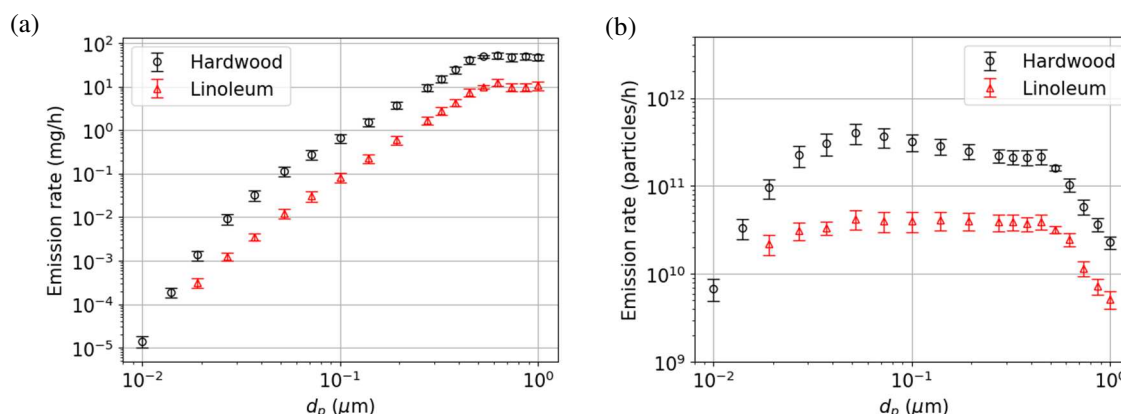 (a)
Emission rate (mg/h)
10²
10¹
10⁰
10⁻¹
10⁻²
10⁻³
10⁻⁴
10⁻⁵
Hardwood
Linoleum
10⁻² 10⁻¹ 10⁰
dₚ (μm)
(b)
Emission rate (particles/h)
10¹²
10¹¹
10¹⁰
10⁹
Hardwood
Linoleum
10⁻² 10⁻¹ 10⁰
dₚ (μm)